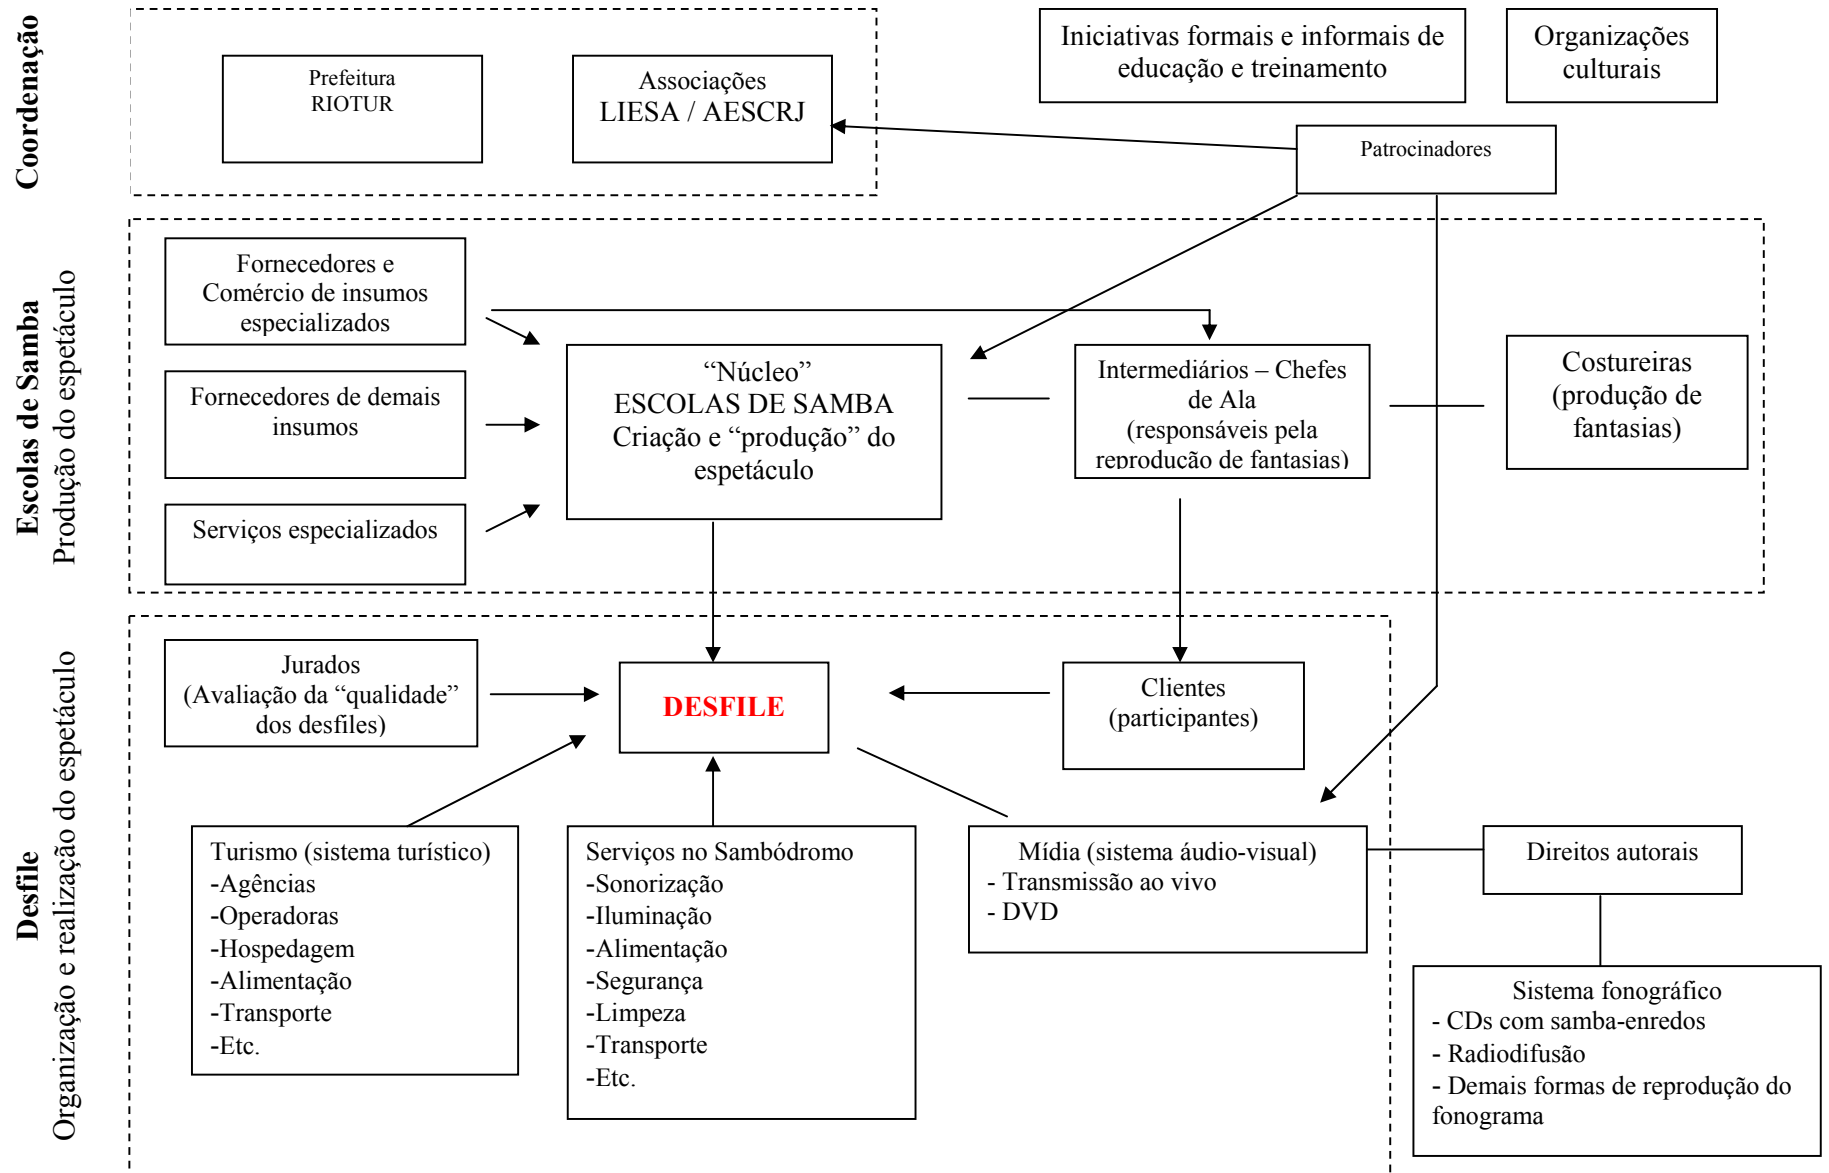 Coordenação
Prefeitura
RIOTUR
Associações
LIESA / AESCRJ
Iniciativas formais e informais de
educação e treinamento
Organizações
culturais
Patrocinadores
Escolas de Samba
Produção do espetáculo
Fornecedores e
Comércio de insumos
especializados
Fornecedores de demais
insumos
Serviços especializados
“Núcleo”
ESCOLAS DE SAMBA
Criação e “produção” do
espetáculo
Intermediários – Chefes
de Ala
(responsáveis pela
reprodução de fantasias)
Costureiras
(produção de
fantasias)
Desfile
Organização e realização do espetáculo
Jurados
(Avaliação da “qualidade”
dos desfiles)
DESFILE
Clientes
(participantes)
Turismo (sistema turístico)
-Agências
-Operadoras
-Hospedagem
-Alimentação
-Transporte
-Etc.
Serviços no Sambódromo
-Sonorização
-Iluminação
-Alimentação
-Segurança
-Limpeza
-Transporte
-Etc.
Mídia (sistema áudio-visual)
- Transmissão ao vivo
- DVD
Direitos autorais
Sistema fonográfico
- CDs com samba-enredos
- Radiodifusão
- Demais formas de reprodução do
fonograma